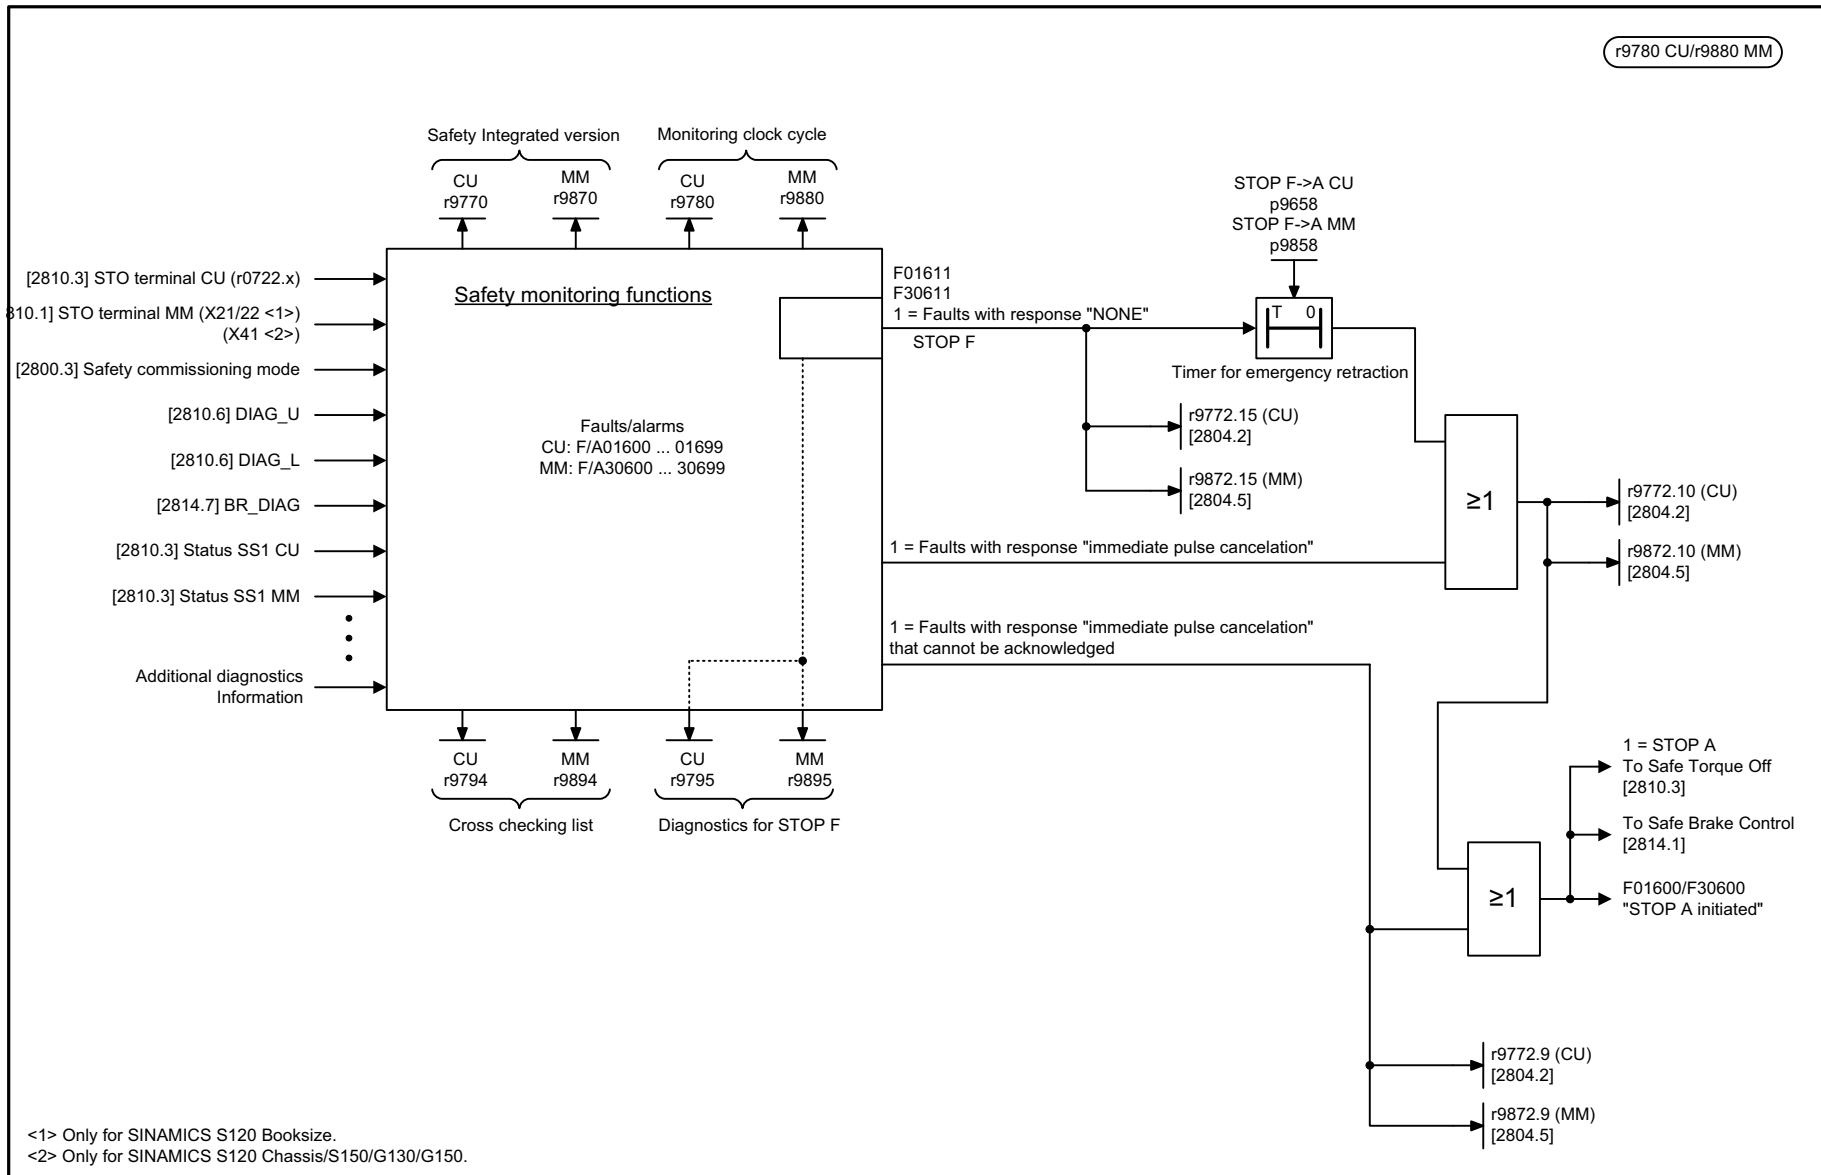 r9780 CU/r9880 MM
Safety Integrated version
Monitoring clock cycle
CU
r9770
MM
r9870
CU
r9780
MM
r9880
STOP F->A CU
p9658
STOP F->A MM
p9858
[2810.3] STO terminal CU (r0722.x)
810.1] STO terminal MM (X21/22 <1>)
(X41 <2>)
[2800.3] Safety commissioning mode
[2810.6] DIAG_U
[2810.6] DIAG_L
[2814.7] BR_DIAG
[2810.3] Status SS1 CU
[2810.3] Status SS1 MM
Additional diagnostics
Information
Safety monitoring functions
Faults/alarms
CU: F/A01600 ... 01699
MM: F/A30600 ... 30699
F01611
F30611
1 = Faults with response "NONE"
STOP F
T 0
Timer for emergency retraction
r9772.15 (CU)
[2804.2]
r9872.15 (MM)
[2804.5]
≥1
r9772.10 (CU)
[2804.2]
r9872.10 (MM)
[2804.5]
1 = Faults with response "immediate pulse cancelation"
1 = Faults with response "immediate pulse cancelation"
that cannot be acknowledged
CU
r9794
MM
r9894
CU
r9795
MM
r9895
Cross checking list
Diagnostics for STOP F
1 = STOP A
To Safe Torque Off
[2810.3]
To Safe Brake Control
[2814.1]
≥1
F01600/F30600
"STOP A initiated"
r9772.9 (CU)
[2804.2]
r9872.9 (MM)
[2804.5]
<1> Only for SINAMICS S120 Booksize.
<2> Only for SINAMICS S120 Chassis/S150/G130/G150.